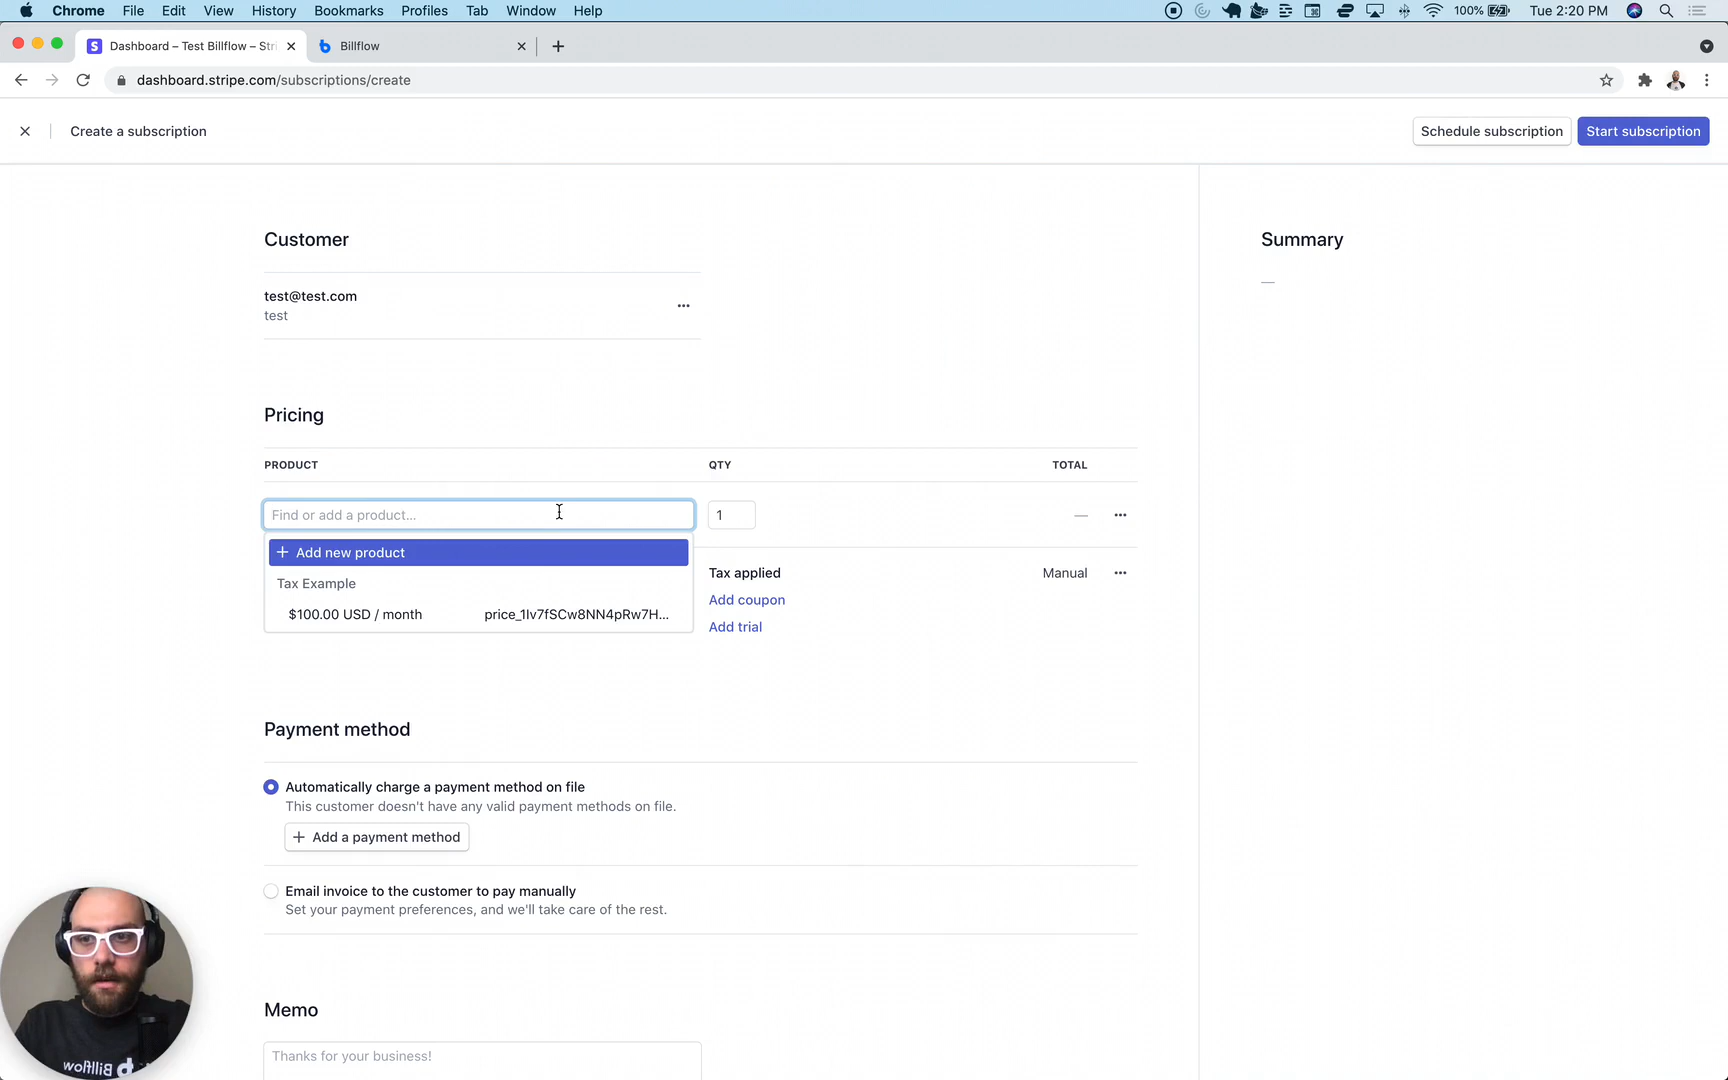 Chrome File Edit View History Bookmarks Profiles Tab Window Help
100% Tue 2:20 PM
S Dashboard – Test Billflow – Stri
Billflow
dashboard.stripe.com/subscriptions/create
Create a subscription
Schedule subscription
Start subscription
Customer
Summary
test@test.com
test
—
Pricing
PRODUCT QTY TOTAL
Find or add a product...
1
—
Add new product
Tax Example
$100.00 USD / month price_1Iv7fSCw8NN4pRw7H...
Tax applied Manual
Add coupon
Add trial
Payment method
Automatically charge a payment method on file
This customer doesn't have any valid payment methods on file.
Add a payment method
Email invoice to the customer to pay manually
Set your payment preferences, and we'll take care of the rest.
Memo
Thanks for your business!
Billflow